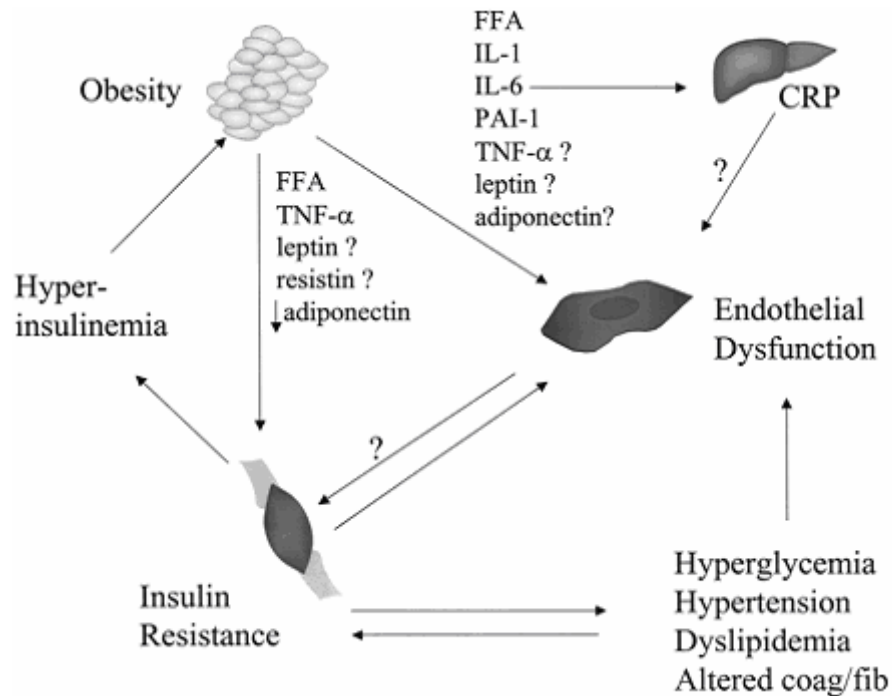 Obesity
FFA
IL-1
IL-6
PAI-1
TNF-α ?
leptin ?
adiponectin?
CRP
?
FFA
TNF-α
leptin ?
resistin ?
↓adiponectin
Hyper-
insulinemia
Endothelial
Dysfunction
?
Insulin
Resistance
Hyperglycemia
Hypertension
Dyslipidemia
Altered coag/fib